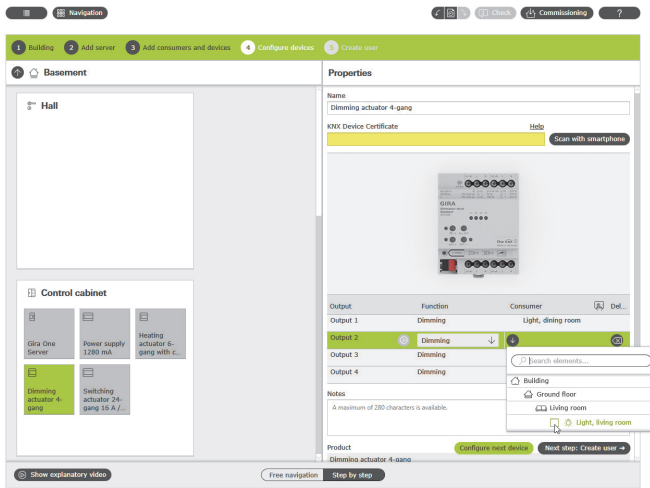 Navigation
Check
Commissioning
?
1 Building 2 Add server 3 Add consumers and devices 4 Configure devices 5 Create user
Basement
Properties
Hall
Name
Dimming actuator 4-gang
KNX Device Certificate Help
Scan with smartphone
GIRA
Control cabinet
Gira One
Server
Power supply
1280 mA
Heating
actuator 6-
gang with c...
Dimming
actuator 4-
gang
Switching
actuator 24-
gang 16 A /...
Output Function Consumer Del...
Output 1 Dimming Light, dining room
Output 2 Dimming
Output 3 Dimming
Output 4 Dimming
Search elements...
Building
Ground floor
Living room
Light, living room
Notes
A maximum of 280 characters is available.
Product
Configure next device
Next step: Create user
Dimming actuator 4-gang
Show explanatory video
Free navigation Step by step